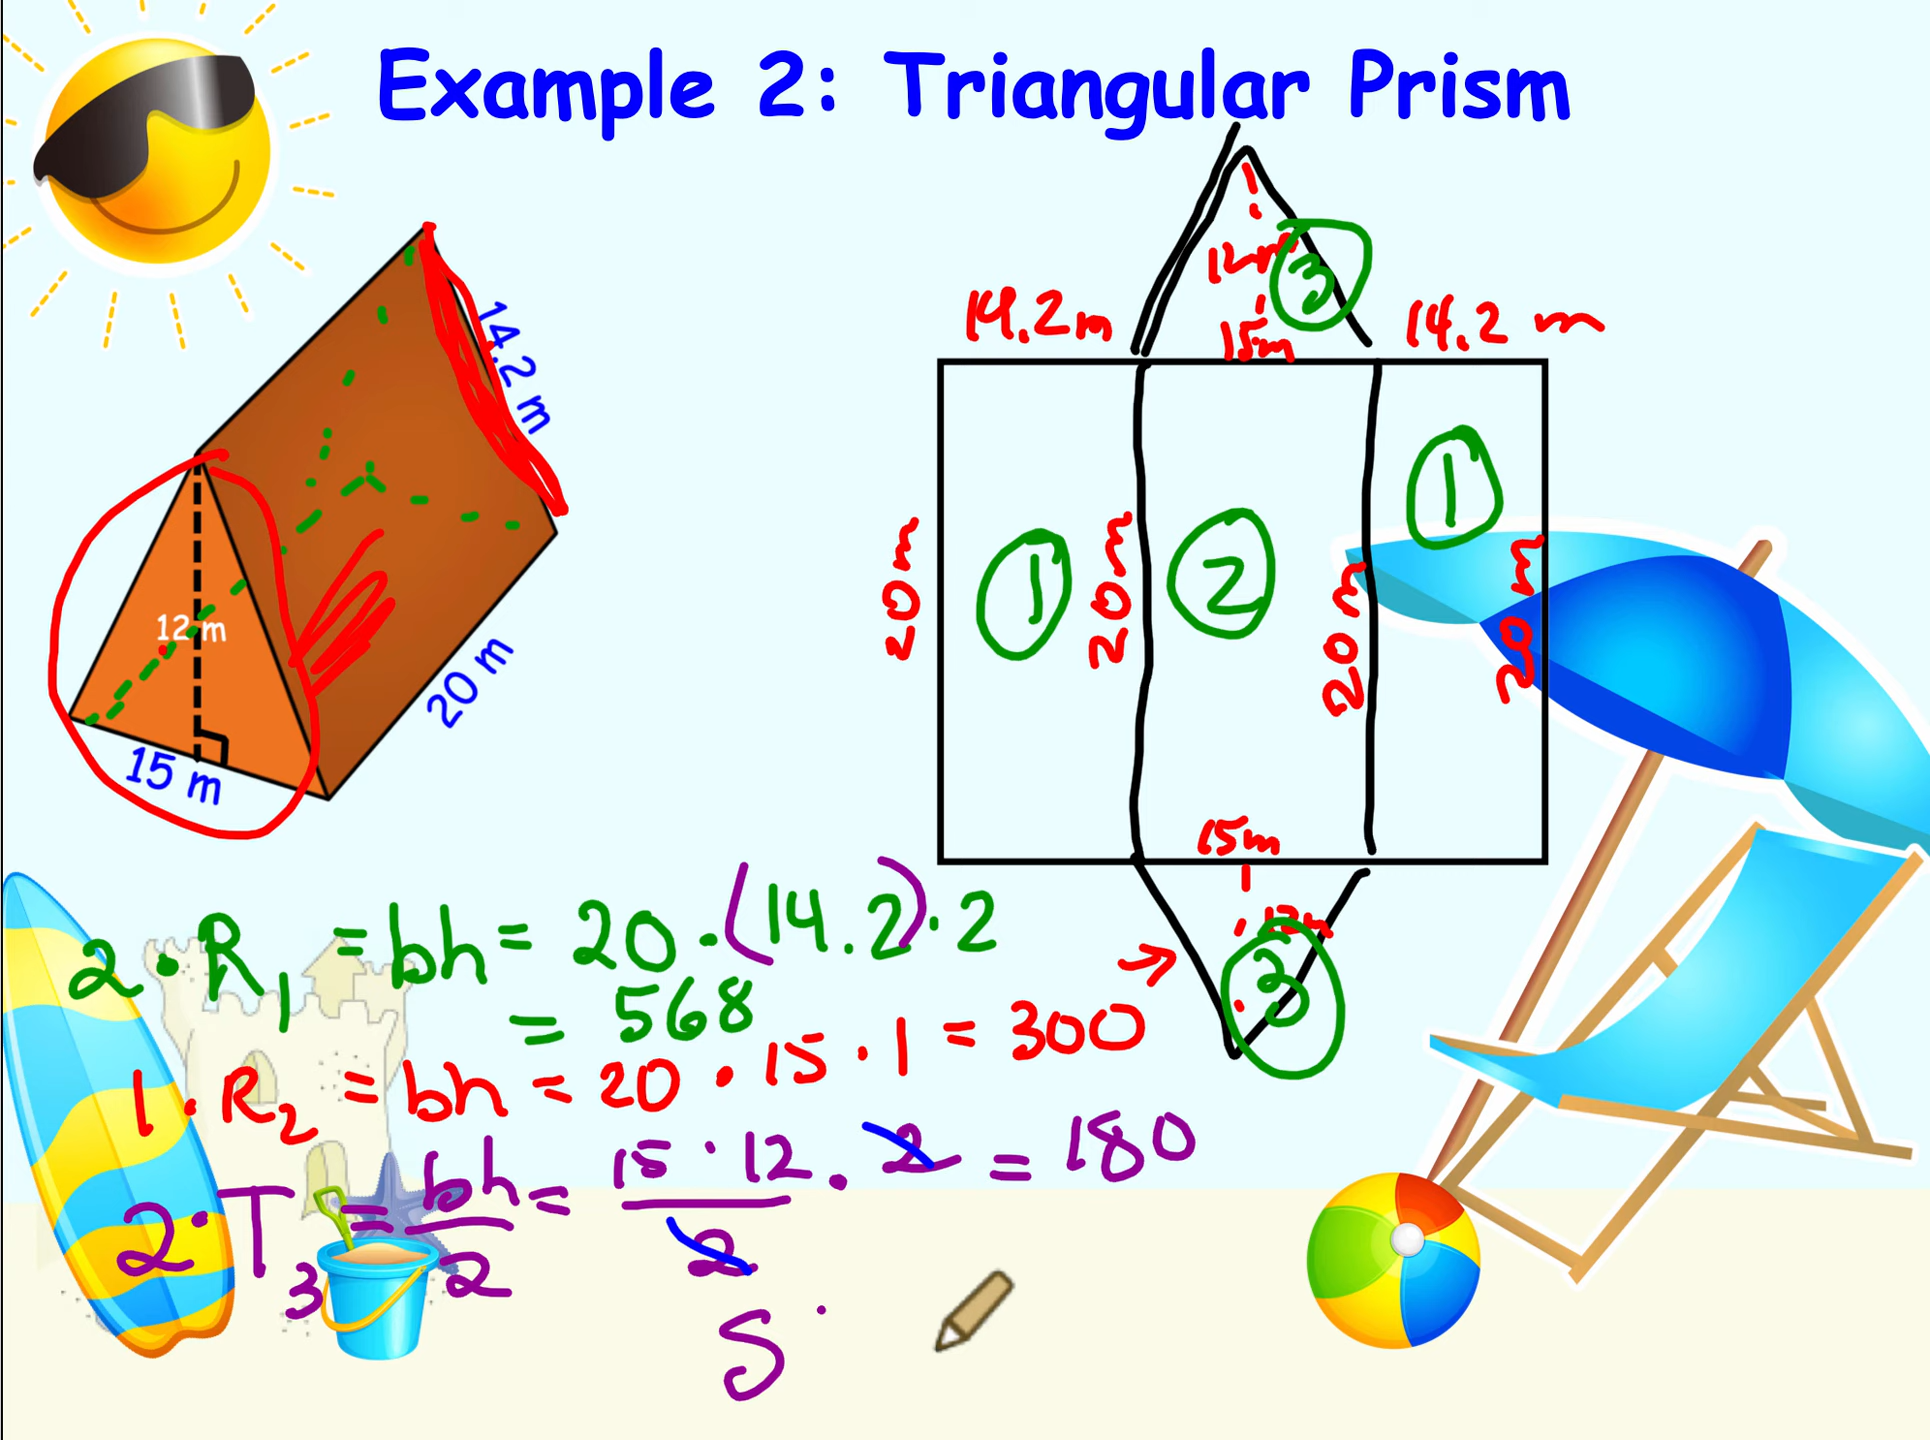 Example 2: Triangular Prism
14.2 m
12 m
15 m
20 m
12m
3
14.2m
15m
14.2 m
1
20m
1
20m
2
20m
20m
15m
12m
3
2 · R1 = bh = 20 · (14.2) · 2
= 568
1 · R2 = bh = 20 · 15 · 1 = 300 →
2 · T3 = bh/2 = 15 · 12/2 · 2 = 180
S